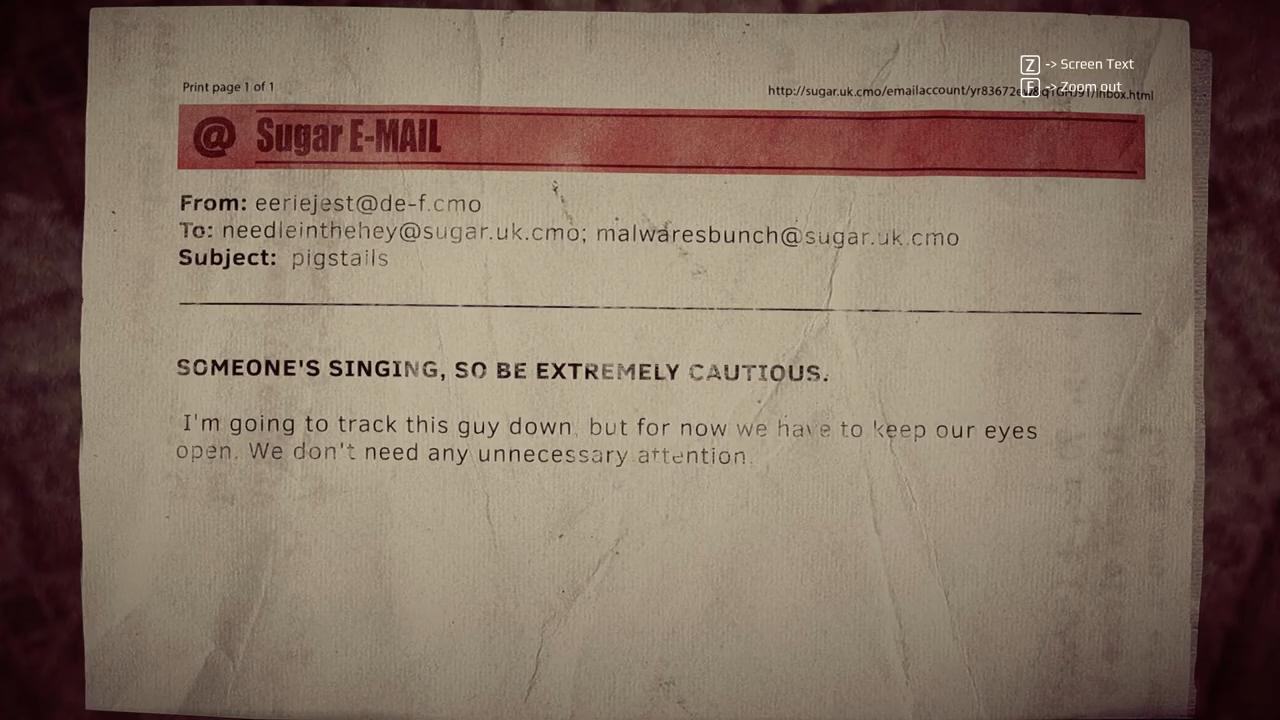 Z -> Screen Text
F -> Zoom out
Print page 1 of 1
@ Sugar E-MAIL
From: eeriejest@de-f.cmo
To: needleinthehey@sugar.uk.cmo; malwaresbunch@sugar.uk.cmo
Subject: pigstails
SOMEONE'S SINGING, SO BE EXTREMELY CAUTIOUS.
I'm going to track this guy down, but for now we have to keep our eyes
open. We don't need any unnecessary attention.